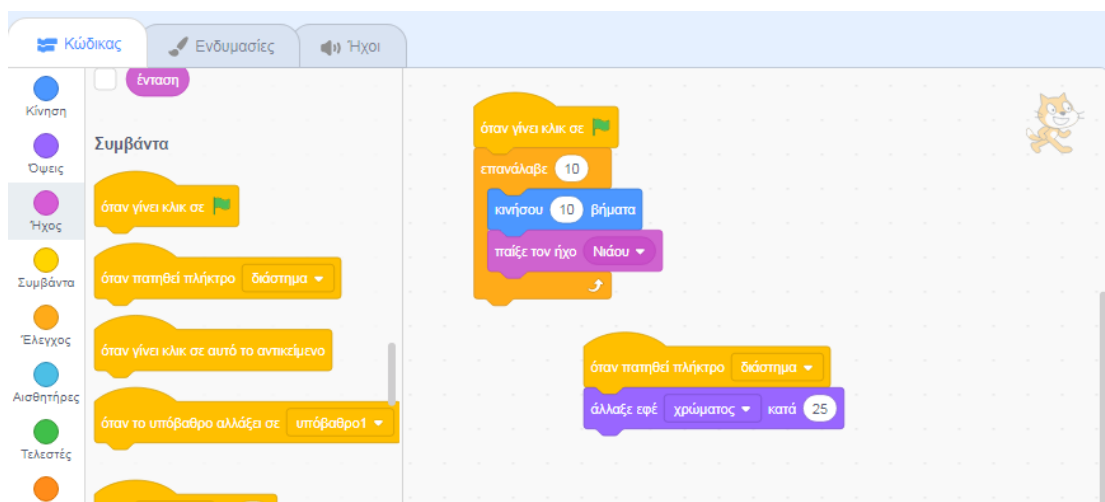 Κώδικας
Ενδυμασίες
Ήχοι
Κίνηση
Όψεις
Ήχος
Συμβάντα
Έλεγχος
Αισθητήρες
Τελεστές
ένταση
Συμβάντα
όταν γίνει κλικ σε
όταν πατηθεί πλήκτρο διάστημα
όταν γίνει κλικ σε αυτό το αντικείμενο
όταν το υπόβαθρο αλλάξει σε υπόβαθρο1
όταν γίνει κλικ σε
επανάλαβε 10
κινήσου 10 βήματα
παίξε τον ήχο Νιάου
όταν πατηθεί πλήκτρο διάστημα
άλλαξε εφέ χρώματος κατά 25